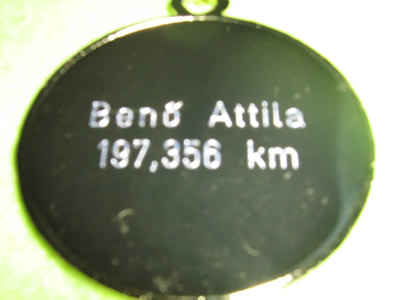 Benő Attila
197,356 km